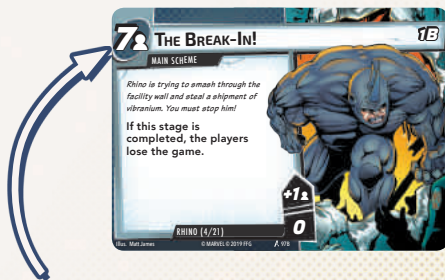 7
THE BREAK-IN!
1B
MAIN SCHEME
Rhino is trying to smash through the
facility wall and steal a shipment of
vibranium. You must stop him!
If this stage is
completed, the players
lose the game.
+1
0
RHINO (4/21)
Illus. Matt James
© MARVEL © 2019 FFG
978